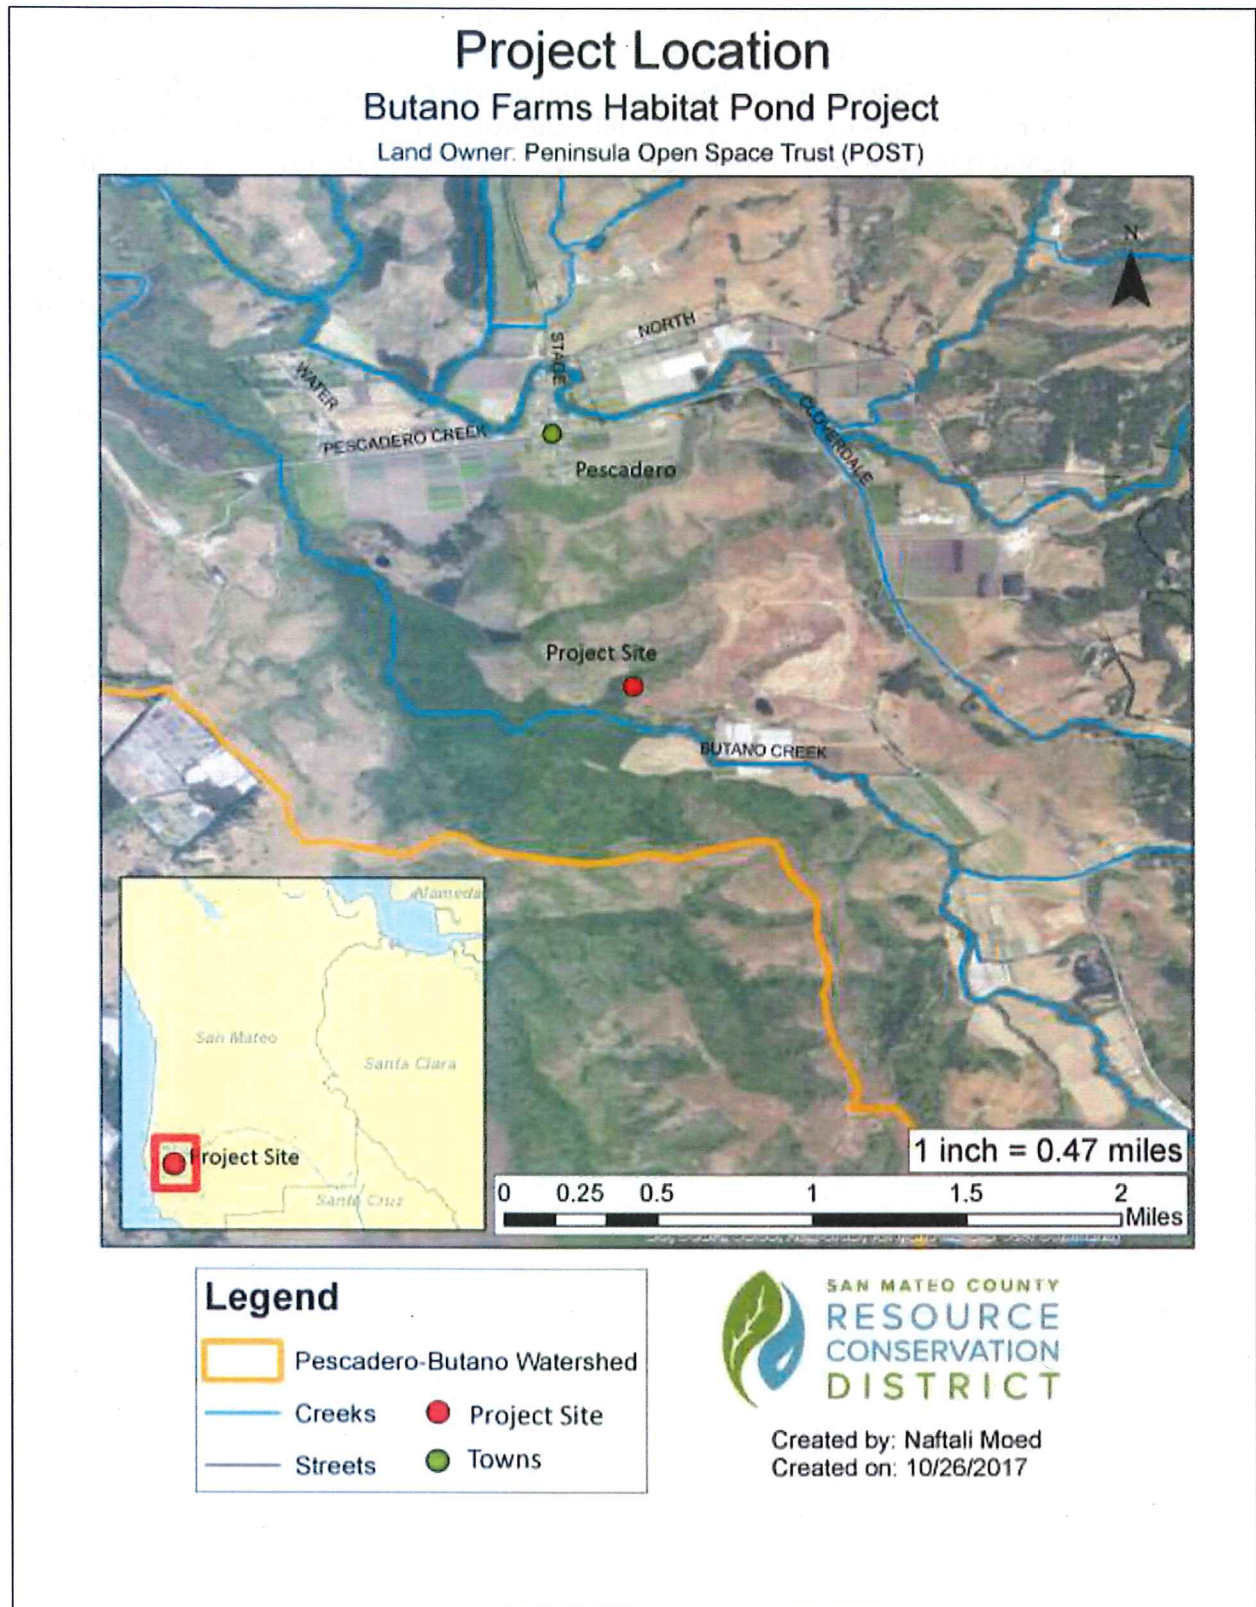 Project Location
Butano Farms Habitat Pond Project
Land Owner: Peninsula Open Space Trust (POST)
N
NORTH
STAGE
WATER
CLOVERDALE
PESCADERO CREEK
Pescadero
Project Site
BUTANO CREEK
Alameda
San Mateo
Santa Clara
Project Site
Santa Cruz
1 inch = 0.47 miles
0 0.25 0.5 1 1.5 2
Miles
Legend
Pescadero-Butano Watershed
Creeks
Project Site
Streets
Towns
SAN MATEO COUNTY
RESOURCE
CONSERVATION
DISTRICT
Created by: Naftali Moed
Created on: 10/26/2017